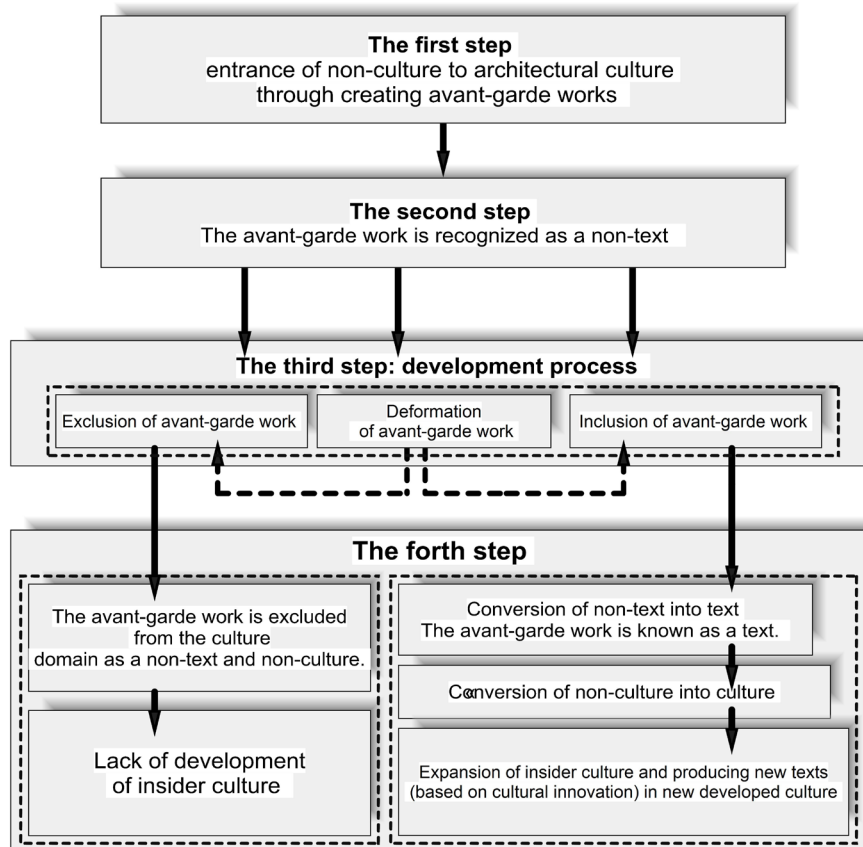 The first step
entrance of non-culture to architectural culture
through creating avant-garde works
The second step
The avant-garde work is recognized as a non-text
The third step: development process
Exclusion of avant-garde work
Deformation
of avant-garde work
Inclusion of avant-garde work
The forth step
The avant-garde work is excluded
from the culture
domain as a non-text and non-culture.
Lack of development
of insider culture
Conversion of non-text into text
The avant-garde work is known as a text.
Conversion of non-culture into culture
Expansion of insider culture and producing new texts
(based on cultural innovation) in new developed culture